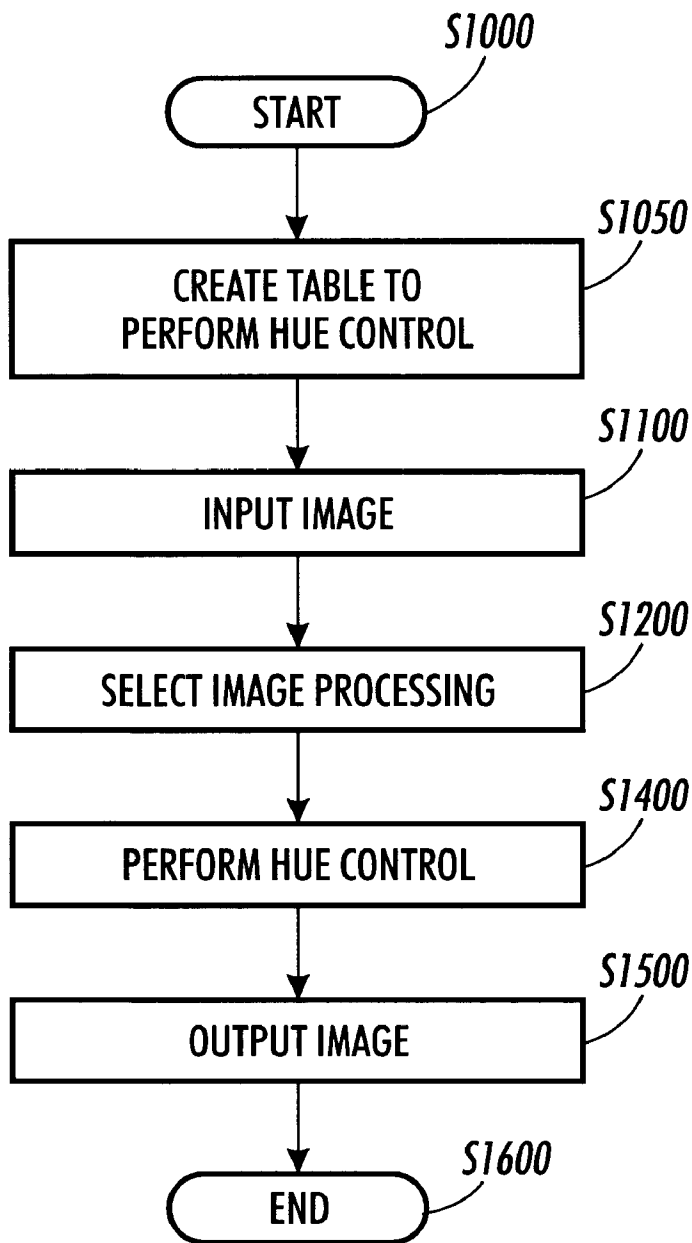 S1000
START
S1050
CREATE TABLE TO
PERFORM HUE CONTROL
S1100
INPUT IMAGE
S1200
SELECT IMAGE PROCESSING
S1400
PERFORM HUE CONTROL
S1500
OUTPUT IMAGE
S1600
END